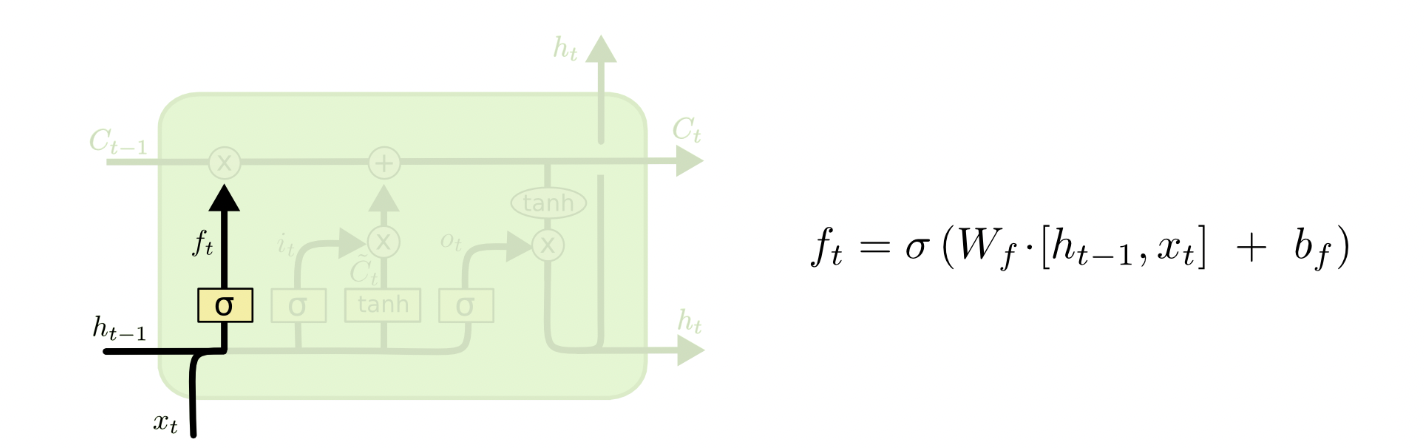 h_t
C_{t-1}
C_t
x
+
tanh
f_t
i_t
x
o_t
x
C̃_t
σ
σ
tanh
σ
h_{t-1}
h_t
x_t
f_t = σ (W_f · [h_{t-1}, x_t] + b_f)